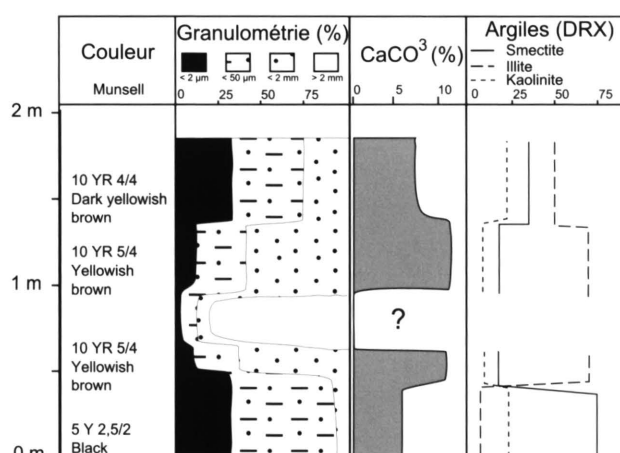 Couleur
Munsell
Granulométrie (%)
< 2 µm < 50 µm < 2 mm > 2 mm
0 25 50 75
CaCO³ (%)
0 5 10
Argiles (DRX)
Smectite
Illite
Kaolinite
0 25 50 75
2 m
10 YR 4/4
Dark yellowish
brown
10 YR 5/4
Yellowish
brown
1 m
?
10 YR 5/4
Yellowish
brown
5 Y 2,5/2
Black
0 m